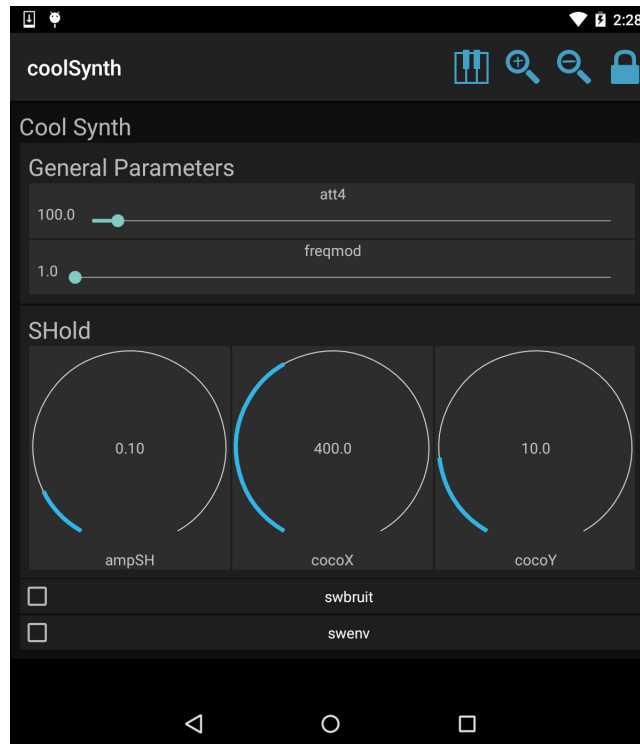 2:28
coolSynth
Cool Synth
General Parameters
att4
100.0
freqmod
1.0
SHold
0.10
400.0
10.0
ampSH
cocoX
cocoY
swbruit
swenv